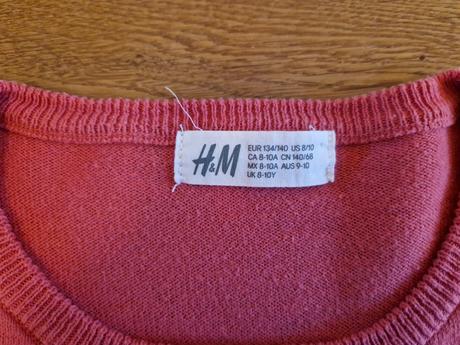 H&M
EUR 134/140 US 8/10
CA 8-10A CN 140/68
MX 8-10A AUS 9-10
UK 8-10Y